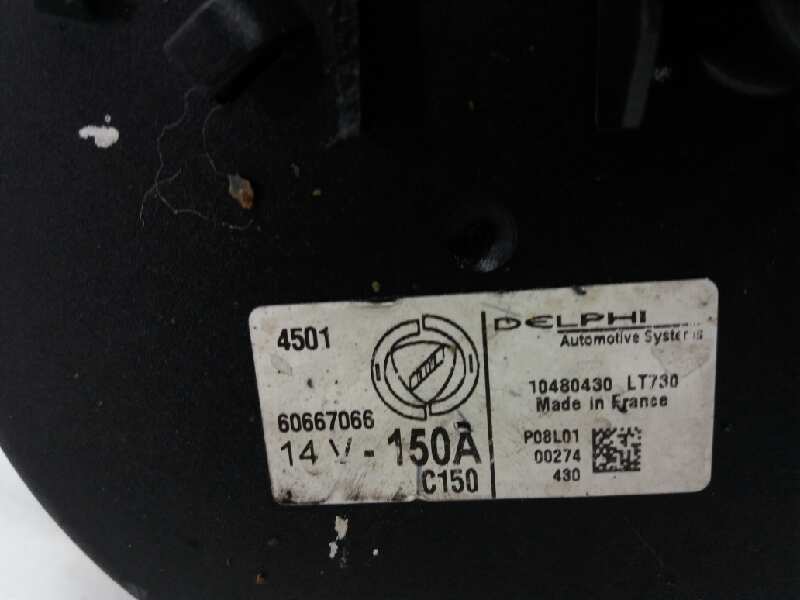 4501
60667066
14 V - 150A
C150
DELPHI
Automotive Systems
10480430 LT730
Made in France
P08L01
00274
430